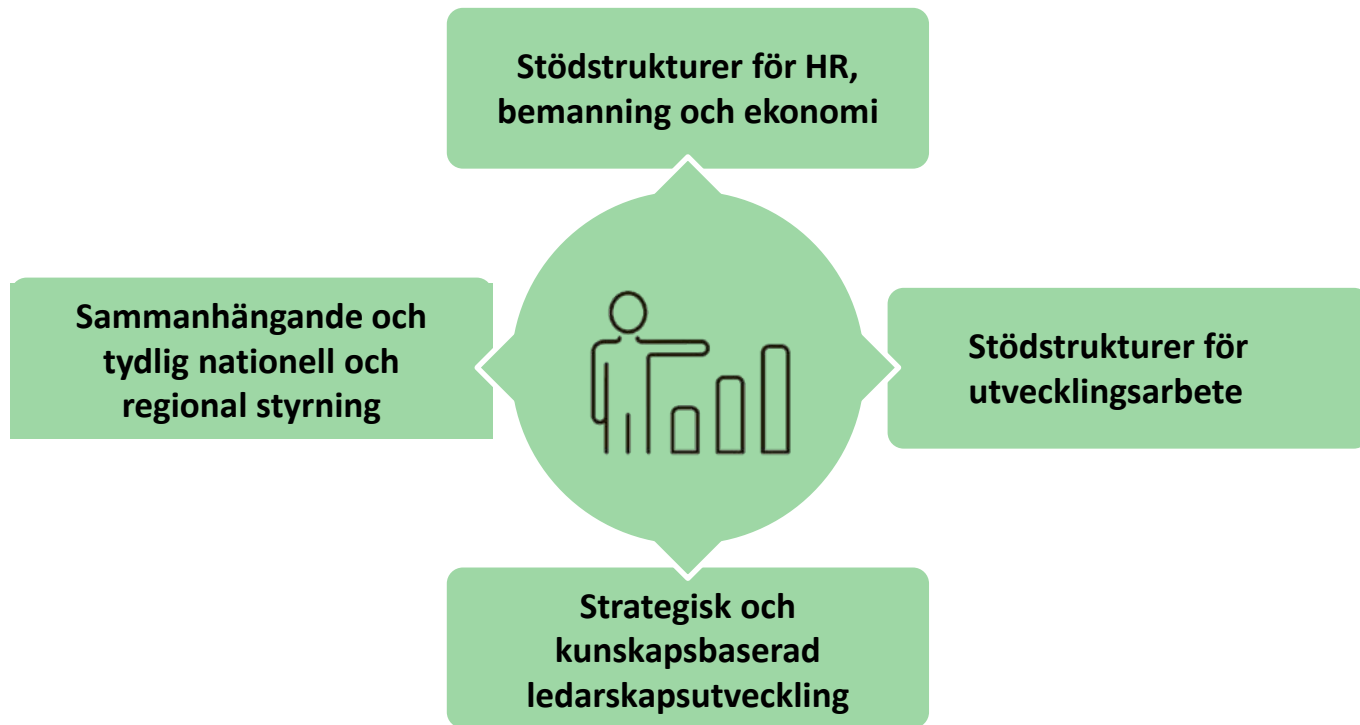 Stödstrukturer för HR,
bemanning och ekonomi
Sammanhängande och
tydlig nationell och
regional styrning
Stödstrukturer för
utvecklingsarbete
Strategisk och
kunskapsbaserad
ledarskapsutveckling